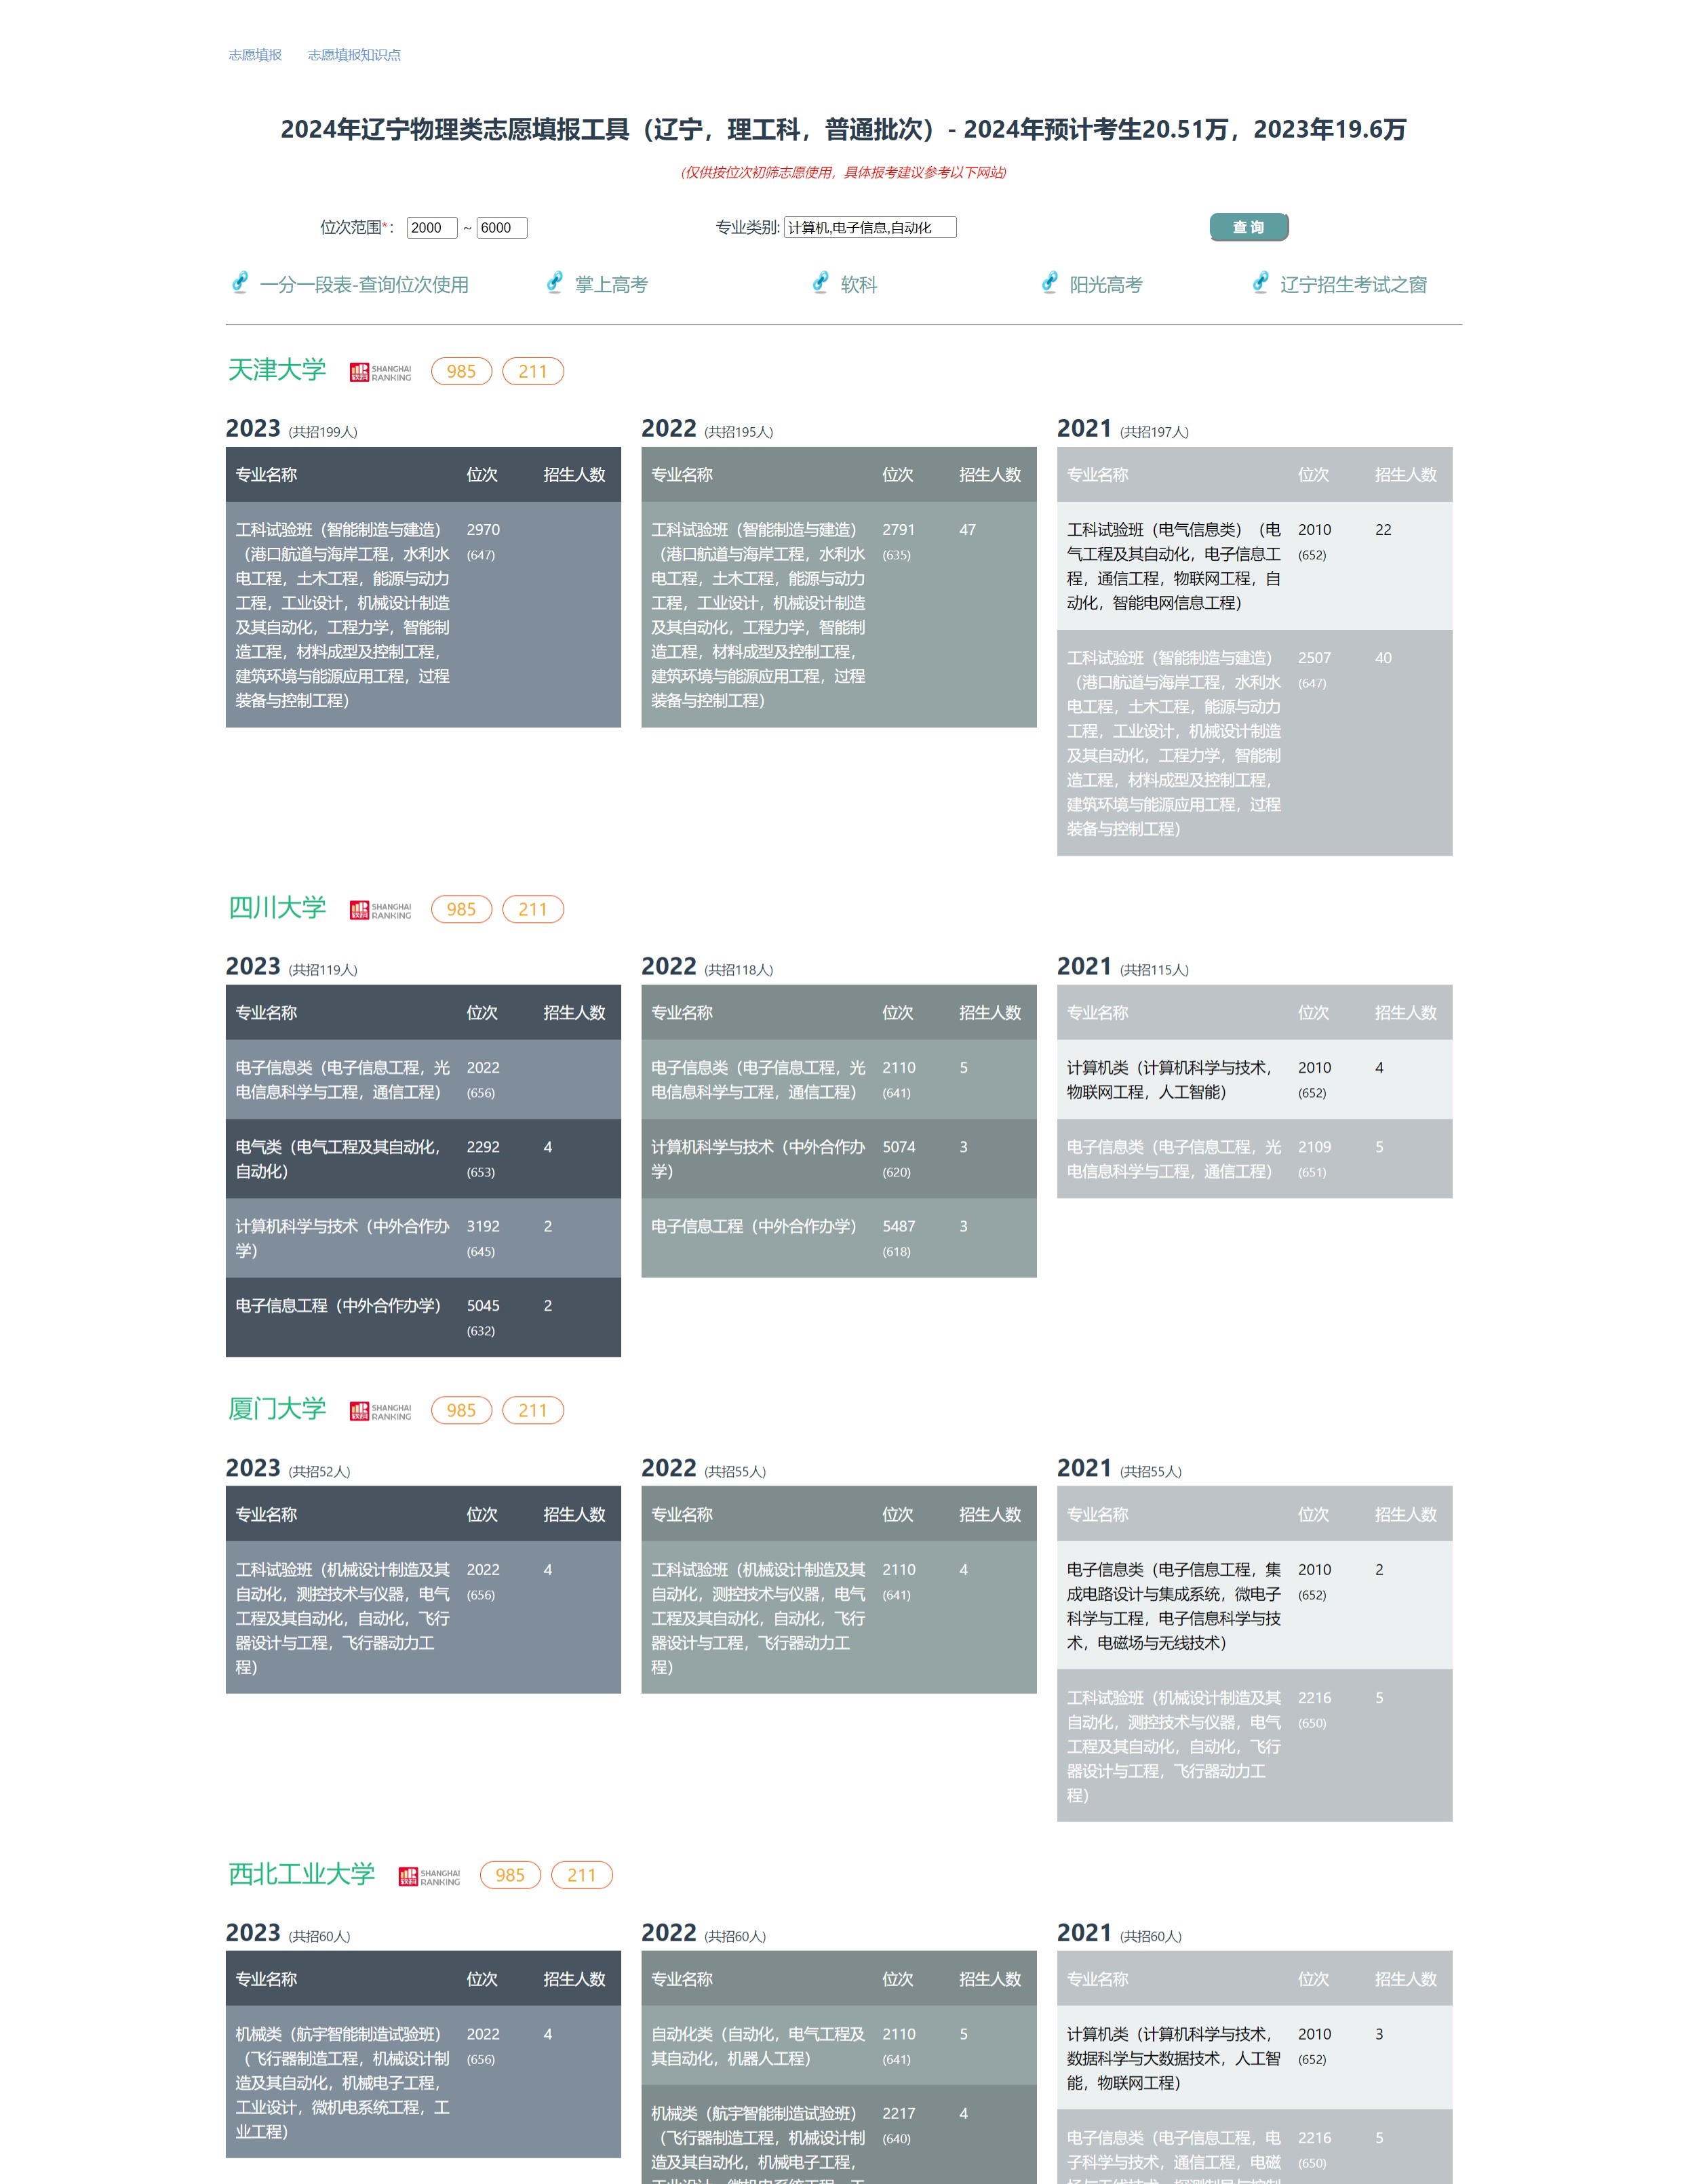 志愿填报 志愿填报知识点
2024年辽宁物理类志愿填报工具（辽宁，理工科，普通批次）- 2024年预计考生20.51万，2023年19.6万
(仅供按位次初筛志愿使用，具体报考建议参考以下网站)
位次范围*： 2000 ~ 6000 专业类别: 计算机,电子信息,自动化 查 询
一分一段表-查询位次使用 掌上高考 软科 阳光高考 辽宁招生考试之窗
天津大学 软科 SHANGHAI RANKING 985 211
2023 (共招199人)
专业名称 位次 招生人数
工科试验班（智能制造与建造） 2970
（港口航道与海岸工程，水利水 (647)
电工程，土木工程，能源与动力
工程，工业设计，机械设计制造
及其自动化，工程力学，智能制
造工程，材料成型及控制工程，
建筑环境与能源应用工程，过程
装备与控制工程）
2022 (共招195人)
专业名称 位次 招生人数
工科试验班（智能制造与建造） 2791 47
（港口航道与海岸工程，水利水 (635)
电工程，土木工程，能源与动力
工程，工业设计，机械设计制造
及其自动化，工程力学，智能制
造工程，材料成型及控制工程，
建筑环境与能源应用工程，过程
装备与控制工程）
2021 (共招197人)
专业名称 位次 招生人数
工科试验班（电气信息类）（电 2010 22
气工程及其自动化，电子信息工 (652)
程，通信工程，物联网工程，自
动化，智能电网信息工程）
工科试验班（智能制造与建造） 2507 40
（港口航道与海岸工程，水利水 (647)
电工程，土木工程，能源与动力
工程，工业设计，机械设计制造
及其自动化，工程力学，智能制
造工程，材料成型及控制工程，
建筑环境与能源应用工程，过程
装备与控制工程）
四川大学 软科 SHANGHAI RANKING 985 211
2023 (共招119人)
专业名称 位次 招生人数
电子信息类（电子信息工程，光 2022
电信息科学与工程，通信工程） (656)
电气类（电气工程及其自动化， 2292 4
自动化） (653)
计算机科学与技术（中外合作办 3192 2
学） (645)
电子信息工程（中外合作办学） 5045 2
(632)
2022 (共招118人)
专业名称 位次 招生人数
电子信息类（电子信息工程，光 2110 5
电信息科学与工程，通信工程） (641)
计算机科学与技术（中外合作办 5074 3
学） (620)
电子信息工程（中外合作办学） 5487 3
(618)
2021 (共招115人)
专业名称 位次 招生人数
计算机类（计算机科学与技术， 2010 4
物联网工程，人工智能） (652)
电子信息类（电子信息工程，光 2109 5
电信息科学与工程，通信工程） (651)
厦门大学 软科 SHANGHAI RANKING 985 211
2023 (共招52人)
专业名称 位次 招生人数
工科试验班（机械设计制造及其 2022 4
自动化，测控技术与仪器，电气 (656)
工程及其自动化，自动化，飞行
器设计与工程，飞行器动力工
程）
2022 (共招55人)
专业名称 位次 招生人数
工科试验班（机械设计制造及其 2110 4
自动化，测控技术与仪器，电气 (641)
工程及其自动化，自动化，飞行
器设计与工程，飞行器动力工
程）
2021 (共招55人)
专业名称 位次 招生人数
电子信息类（电子信息工程，集 2010 2
成电路设计与集成系统，微电子 (652)
科学与工程，电子信息科学与技
术，电磁场与无线技术）
工科试验班（机械设计制造及其 2216 5
自动化，测控技术与仪器，电气 (650)
工程及其自动化，自动化，飞行
器设计与工程，飞行器动力工
程）
西北工业大学 软科 SHANGHAI RANKING 985 211
2023 (共招60人)
专业名称 位次 招生人数
机械类（航宇智能制造试验班） 2022 4
（飞行器制造工程，机械设计制 (656)
造及其自动化，机械电子工程，
工业设计，微机电系统工程，工
业工程）
2022 (共招60人)
专业名称 位次 招生人数
自动化类（自动化，电气工程及 2110 5
其自动化，机器人工程） (641)
机械类（航宇智能制造试验班） 2217 4
（飞行器制造工程，机械设计制 (640)
造及其自动化，机械电子工程，
2021 (共招60人)
专业名称 位次 招生人数
计算机类（计算机科学与技术， 2010 3
数据科学与大数据技术，人工智 (652)
能，物联网工程）
电子信息类（电子信息工程，电 2216 5
子科学与技术，通信工程，电磁 (650)